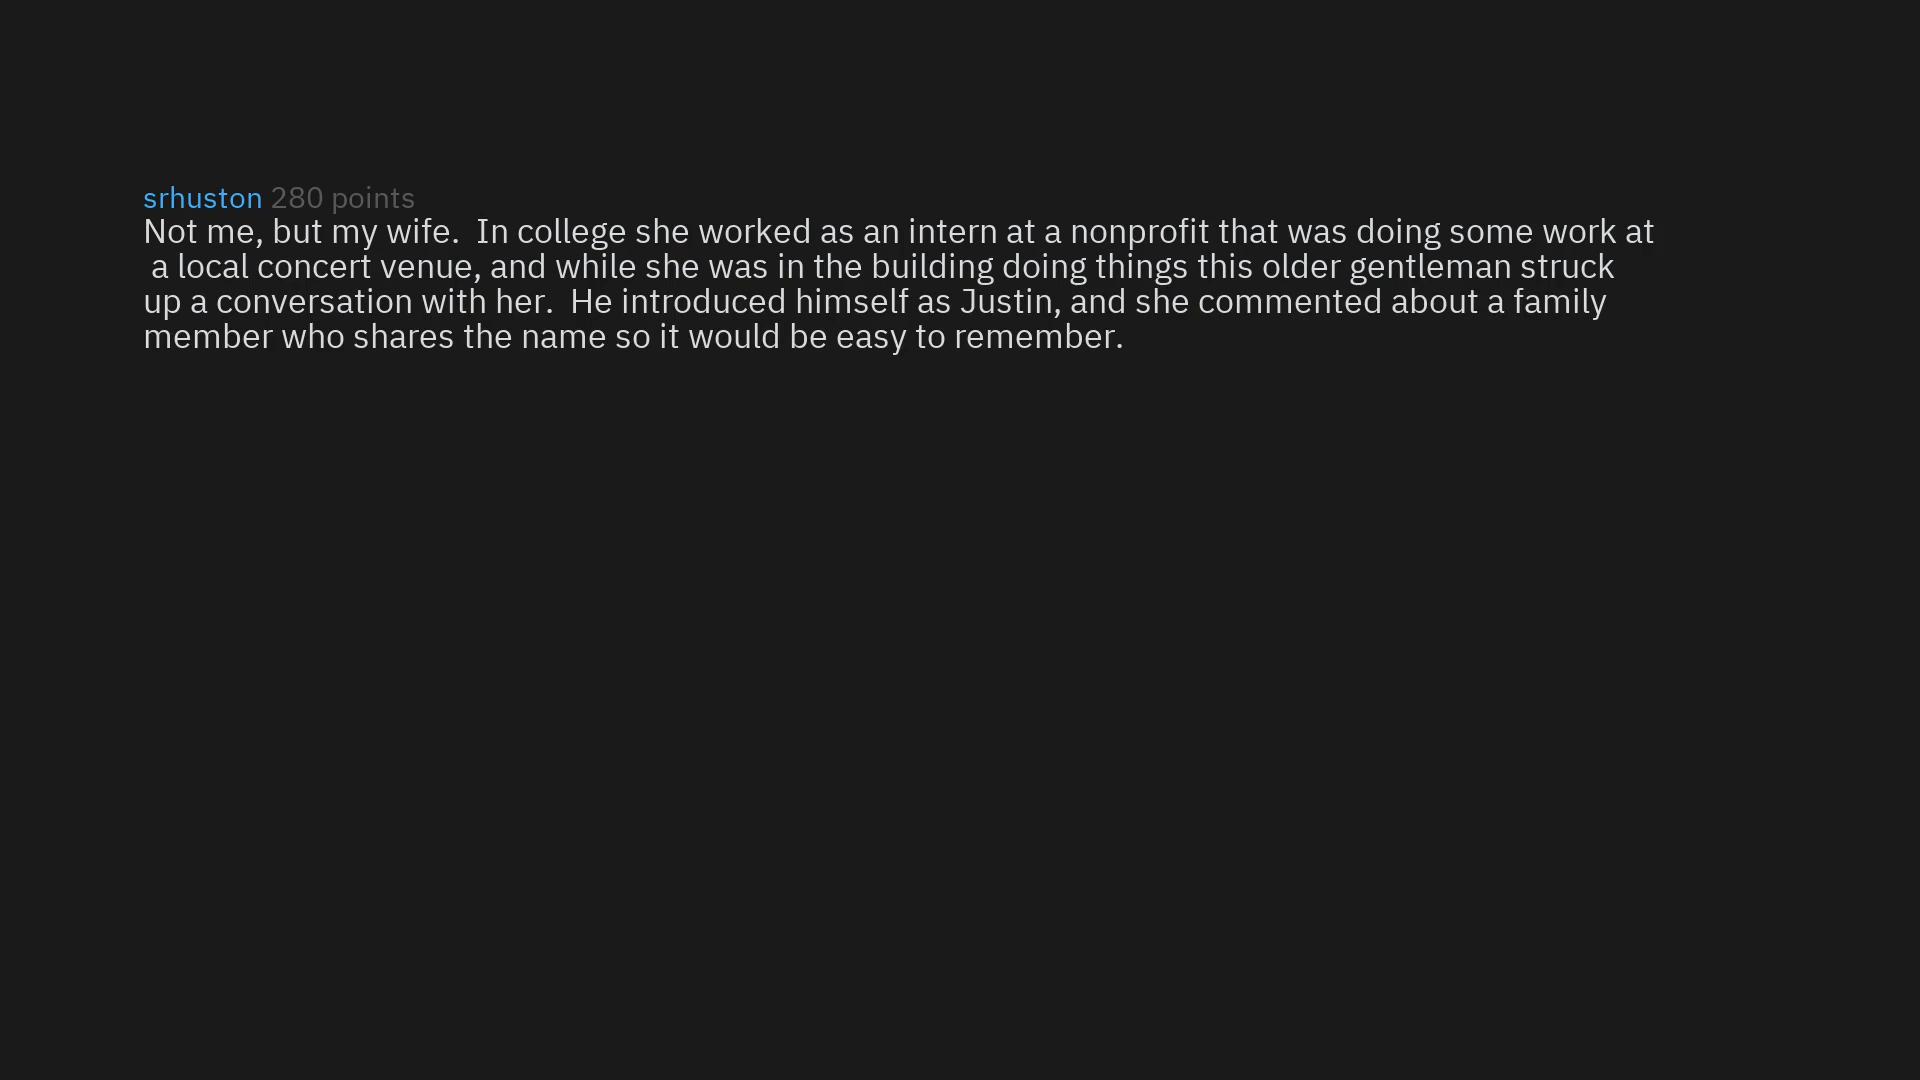 srhuston 280 points
Not me, but my wife.  In college she worked as an intern at a nonprofit that was doing some work at
 a local concert venue, and while she was in the building doing things this older gentleman struck
up a conversation with her.  He introduced himself as Justin, and she commented about a family
member who shares the name so it would be easy to remember.